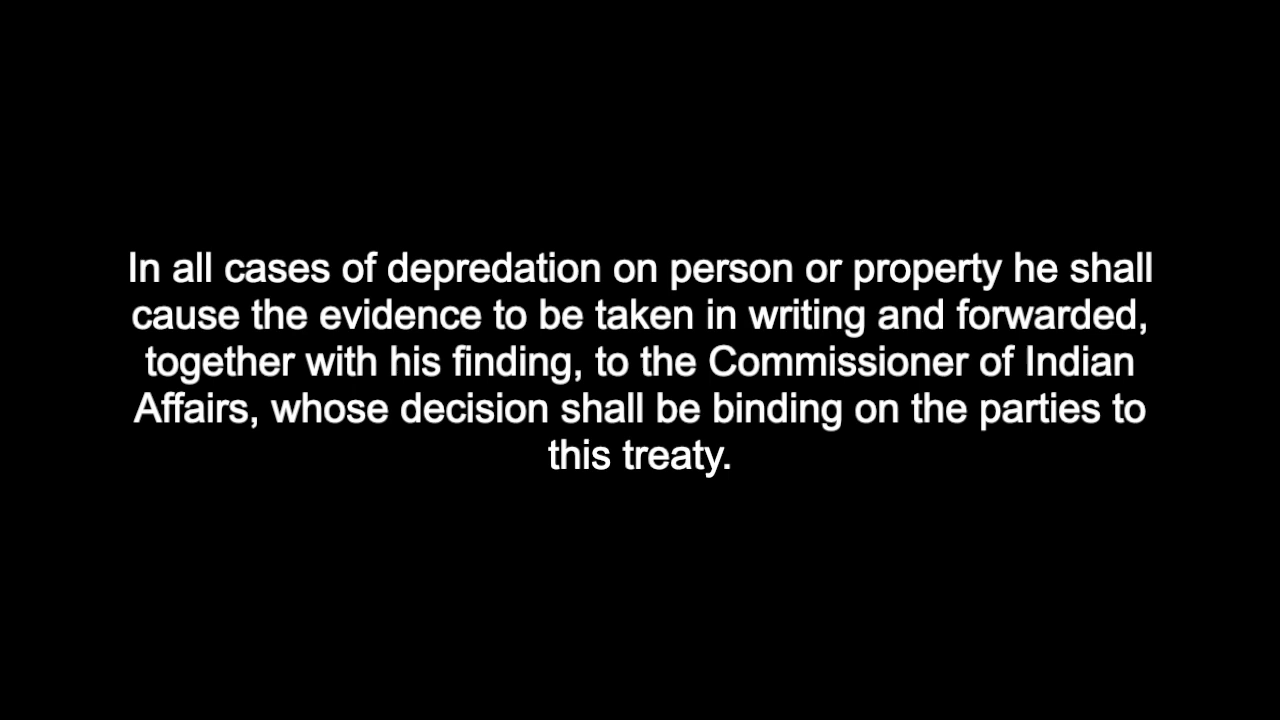 In all cases of depredation on person or property he shall
cause the evidence to be taken in writing and forwarded,
together with his finding, to the Commissioner of Indian
Affairs, whose decision shall be binding on the parties to
this treaty.